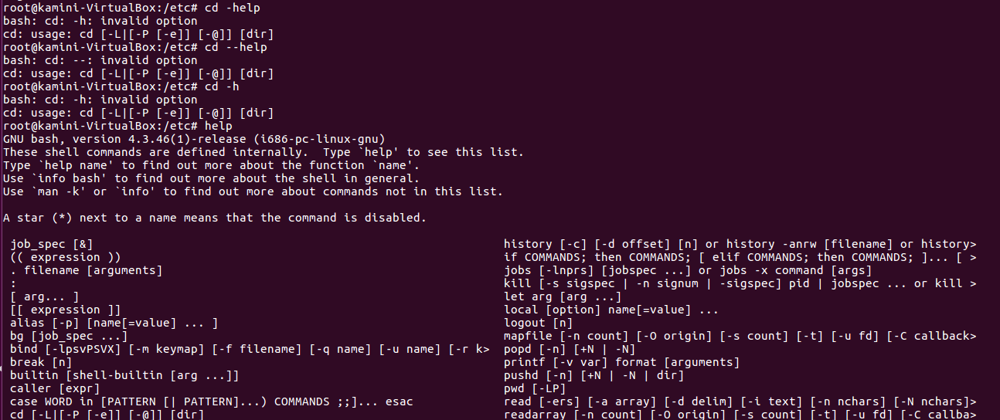 root@kamini-VirtualBox:/etc# cd -help
bash: cd: -h: invalid option
cd: usage: cd [-L|[-P [-e]] [-@]] [dir]
root@kamini-VirtualBox:/etc# cd --help
bash: cd: --: invalid option
cd: usage: cd [-L|[-P [-e]] [-@]] [dir]
root@kamini-VirtualBox:/etc# cd -h
bash: cd: -h: invalid option
cd: usage: cd [-L|[-P [-e]] [-@]] [dir]
root@kamini-VirtualBox:/etc# help
GNU bash, version 4.3.46(1)-release (i686-pc-linux-gnu)
These shell commands are defined internally.  Type `help' to see this list.
Type `help name' to find out more about the function `name'.
Use `info bash' to find out more about the shell in general.
Use `man -k' or `info' to find out more about commands not in this list.
A star (*) next to a name means that the command is disabled.
job_spec [&] history [-c] [-d offset] [n] or history -anrw [filename] or history>
(( expression )) if COMMANDS; then COMMANDS; [ elif COMMANDS; then COMMANDS; ]... [ >
. filename [arguments] jobs [-lnprs] [jobspec ...] or jobs -x command [args]
: kill [-s sigspec | -n signum | -sigspec] pid | jobspec ... or kill >
[ arg... ] let arg [arg ...]
[[ expression ]] local [option] name[=value] ...
alias [-p] [name[=value] ... ] logout [n]
bg [job_spec ...] mapfile [-n count] [-O origin] [-s count] [-t] [-u fd] [-C callback>
bind [-lpsvPSVX] [-m keymap] [-f filename] [-q name] [-u name] [-r k> popd [-n] [+N | -N]
break [n] printf [-v var] format [arguments]
builtin [shell-builtin [arg ...]] pushd [-n] [+N | -N | dir]
caller [expr] pwd [-LP]
case WORD in [PATTERN [| PATTERN]...) COMMANDS ;;]... esac read [-ers] [-a array] [-d delim] [-i text] [-n nchars] [-N nchars]>
cd [-L|[-P [-e]] [-@]] [dir] readarray [-n count] [-O origin] [-s count] [-t] [-u fd] [-C callba>